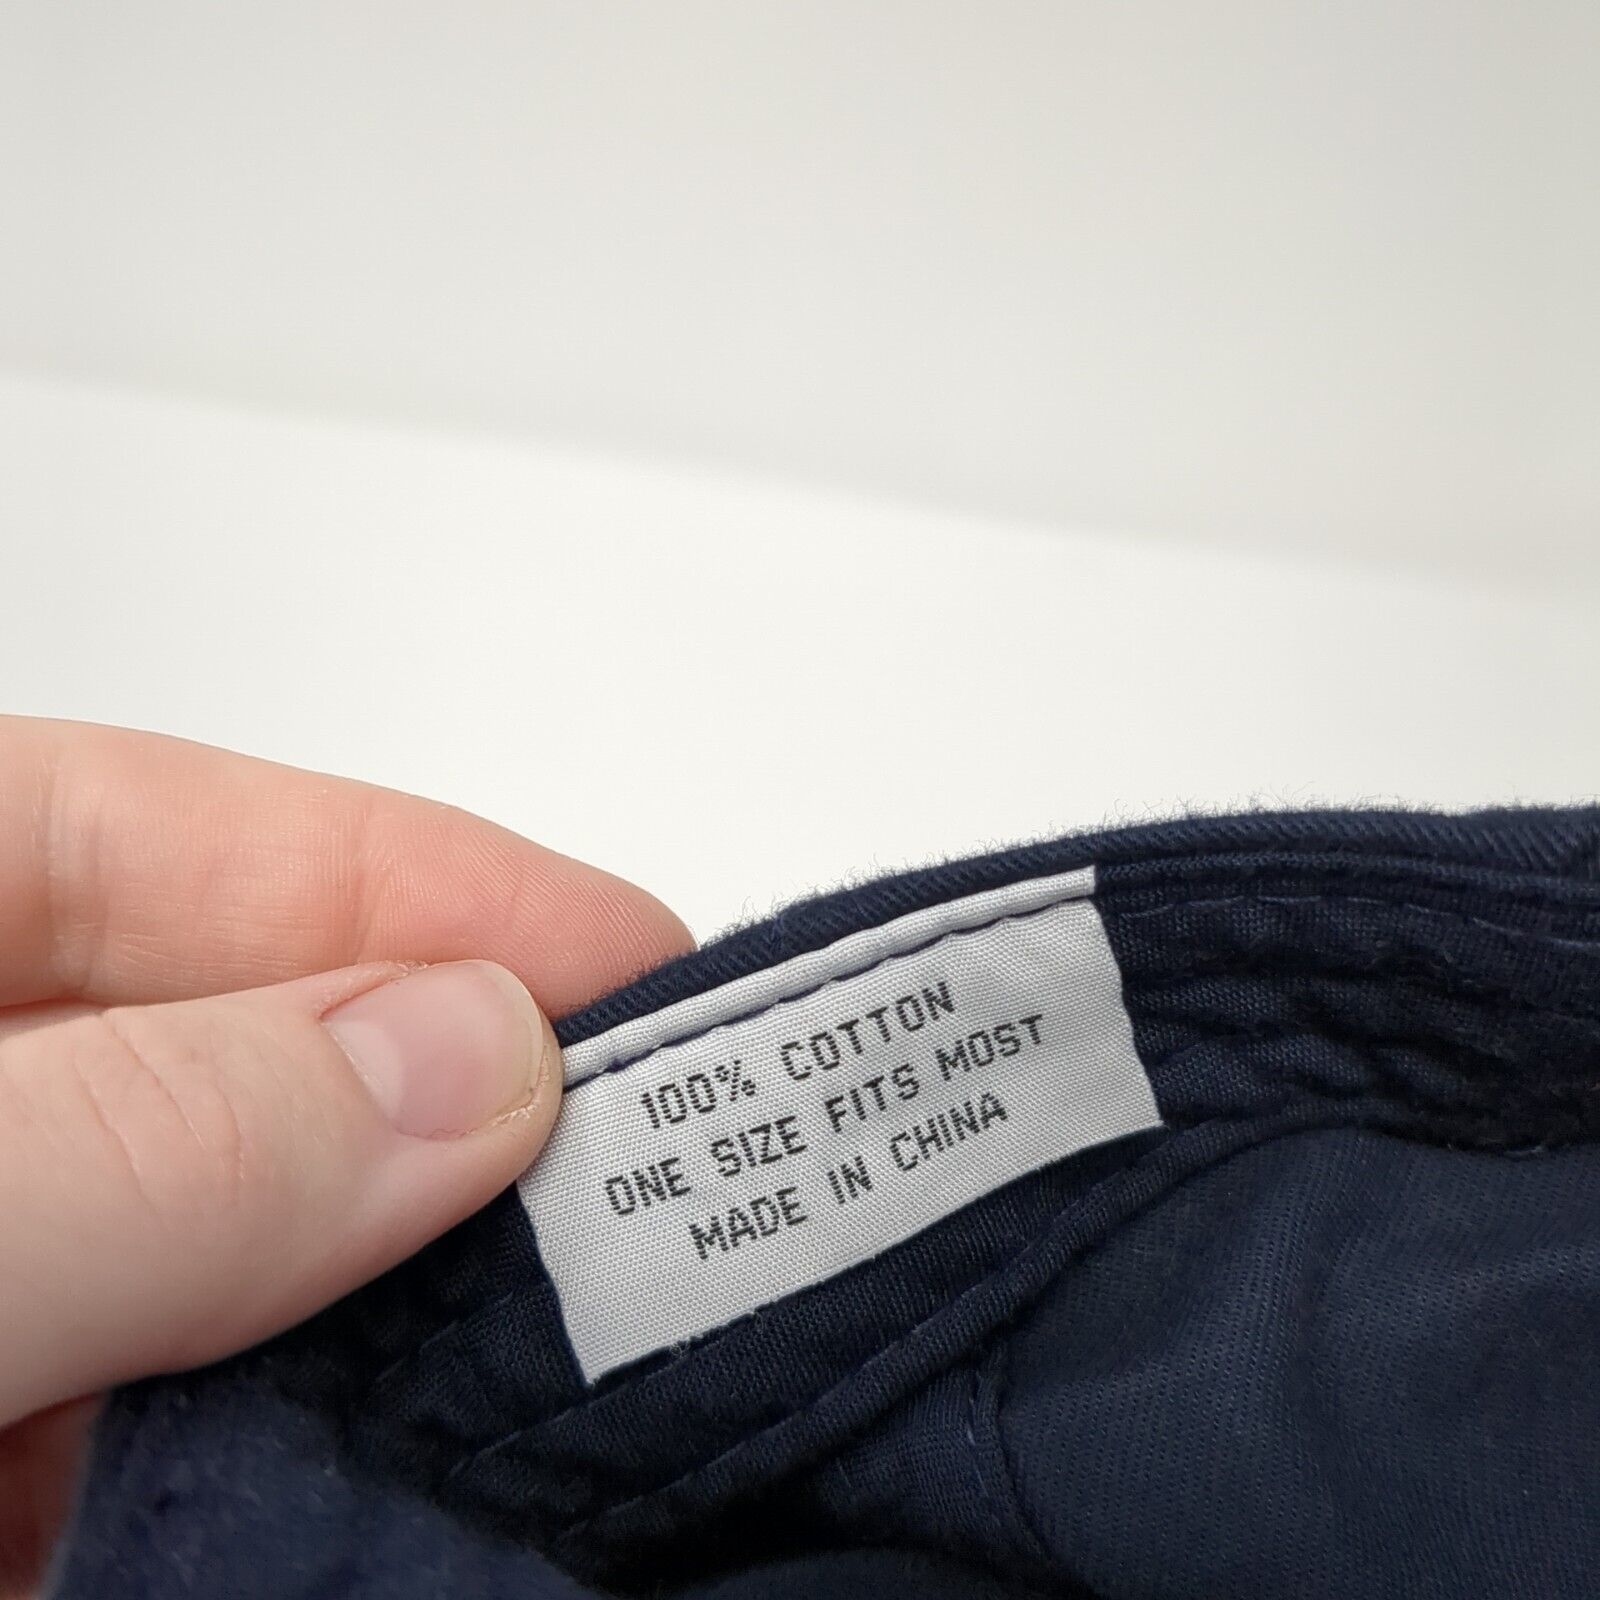 100% COTTON
ONE SIZE FITS MOST
MADE IN CHINA